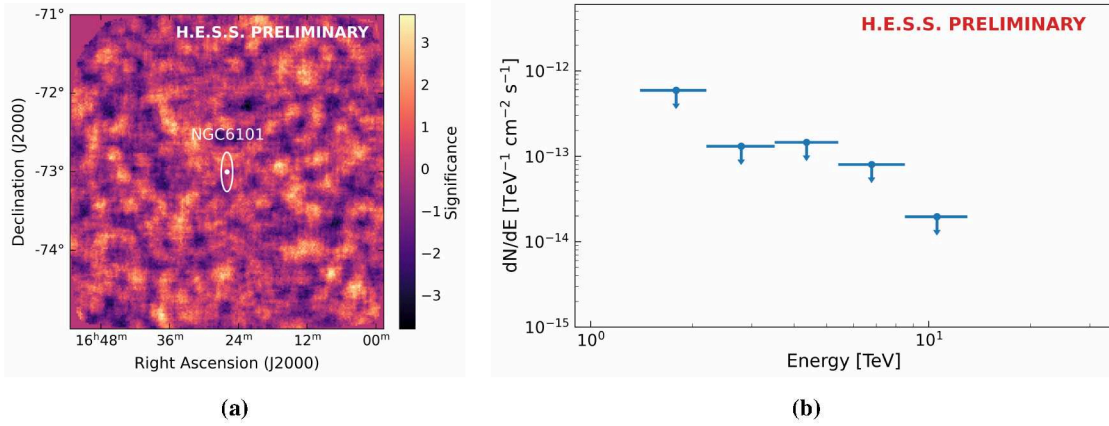 H.E.S.S. PRELIMINARY
NGC6101
-71°
-72°
-73°
-74°
Declination (J2000)
16ʰ48ᵐ 36ᵐ 24ᵐ 12ᵐ 00ᵐ
Right Ascension (J2000)
3
2
1
0
−1
−2
−3
Significance
(a)
H.E.S.S. PRELIMINARY
10⁻¹²
10⁻¹³
10⁻¹⁴
10⁻¹⁵
dN/dE [TeV⁻¹ cm⁻² s⁻¹]
10⁰ 10¹
Energy [TeV]
(b)